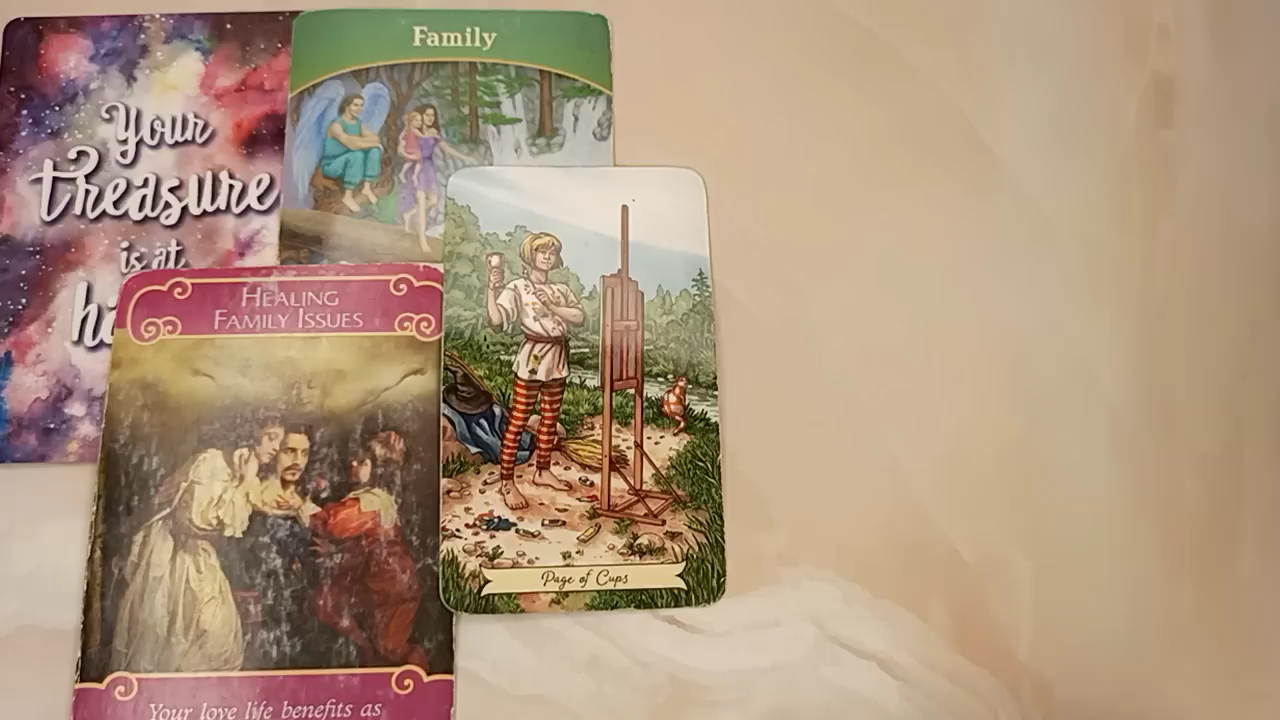 Your
treasure
is at
Family
HEALING
FAMILY ISSUES
Your love life benefits as
Page of Cups